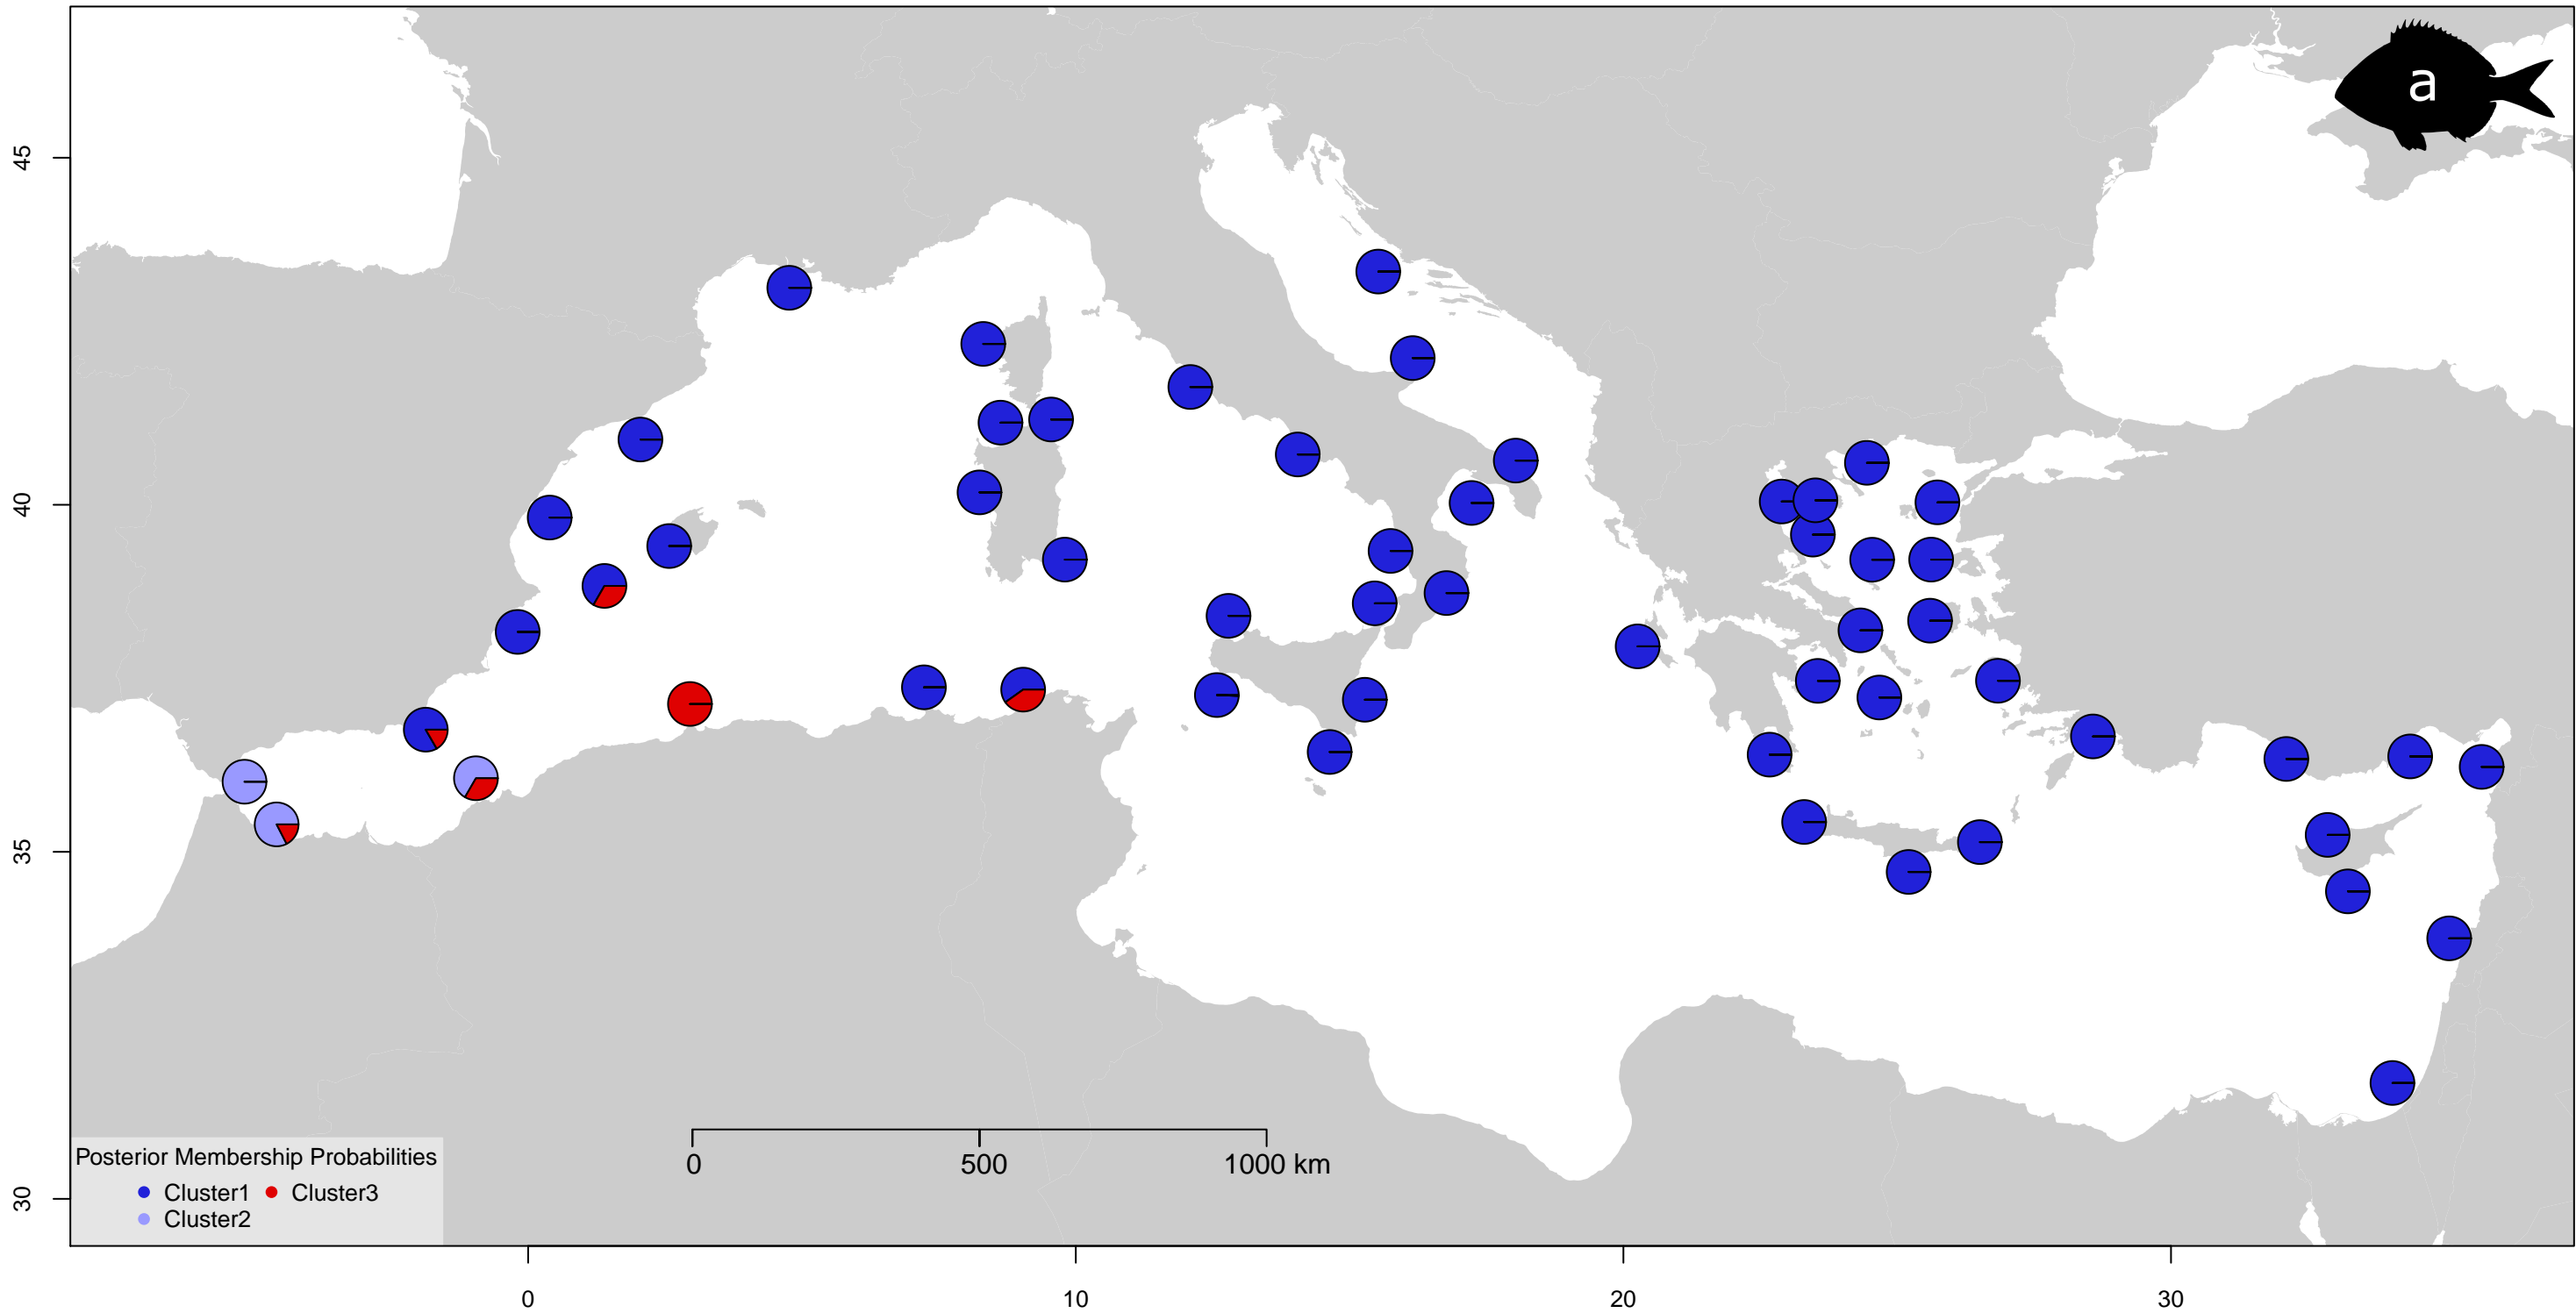 a
45
40
35
30
0 500 1000 km
Posterior Membership Probabilities
Cluster1 Cluster3
Cluster2
0 10 20 30